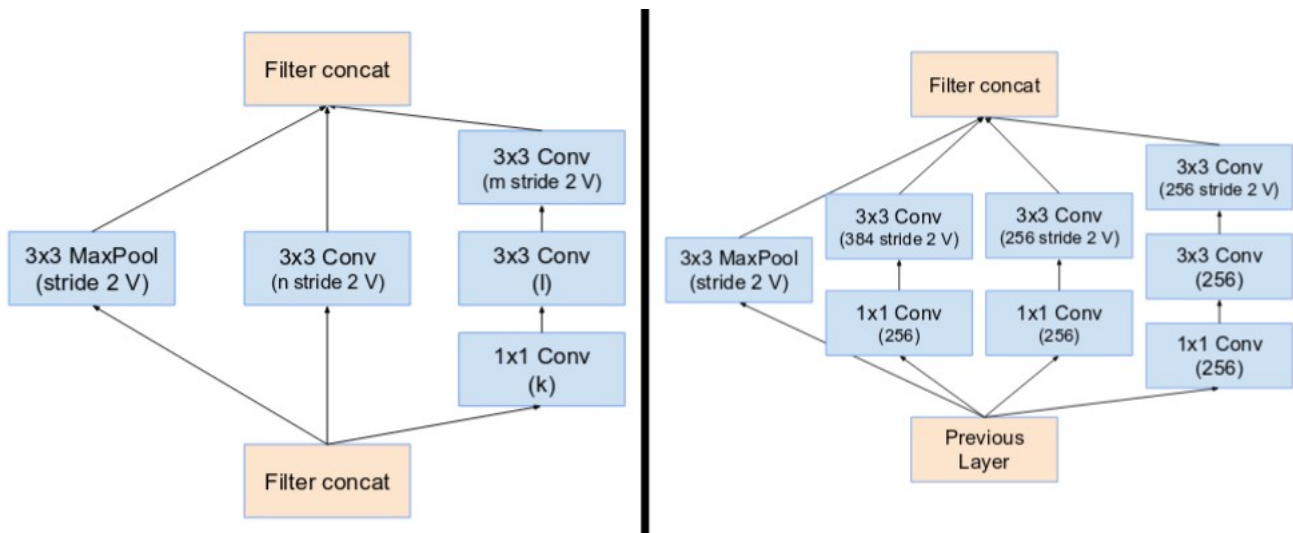 Filter concat
3x3 MaxPool
(stride 2 V)
3x3 Conv
(n stride 2 V)
3x3 Conv
(m stride 2 V)
3x3 Conv
(l)
1x1 Conv
(k)
Filter concat
Filter concat
3x3 MaxPool
(stride 2 V)
3x3 Conv
(384 stride 2 V)
1x1 Conv
(256)
3x3 Conv
(256 stride 2 V)
1x1 Conv
(256)
3x3 Conv
(256 stride 2 V)
3x3 Conv
(256)
1x1 Conv
(256)
Previous
Layer